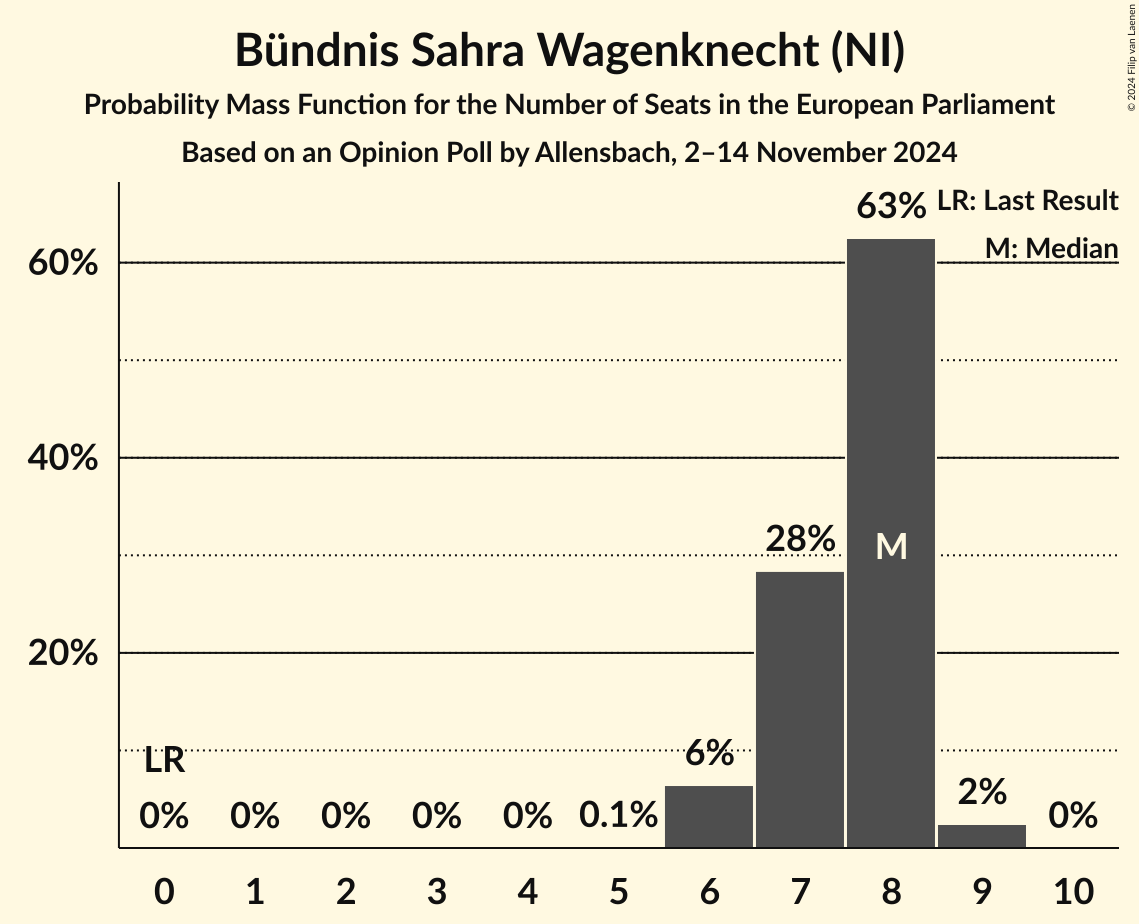 Bündnis Sahra Wagenknecht (NI)
Probability Mass Function for the Number of Seats in the European Parliament
Based on an Opinion Poll by Allensbach, 2–14 November 2024
© 2024 Filip van Laenen
LR: Last Result
M: Median
63%
60%
40%
28%
M
20%
LR
6%
2%
0% 0% 0% 0% 0% 0.1% 0%
0 1 2 3 4 5 6 7 8 9 10